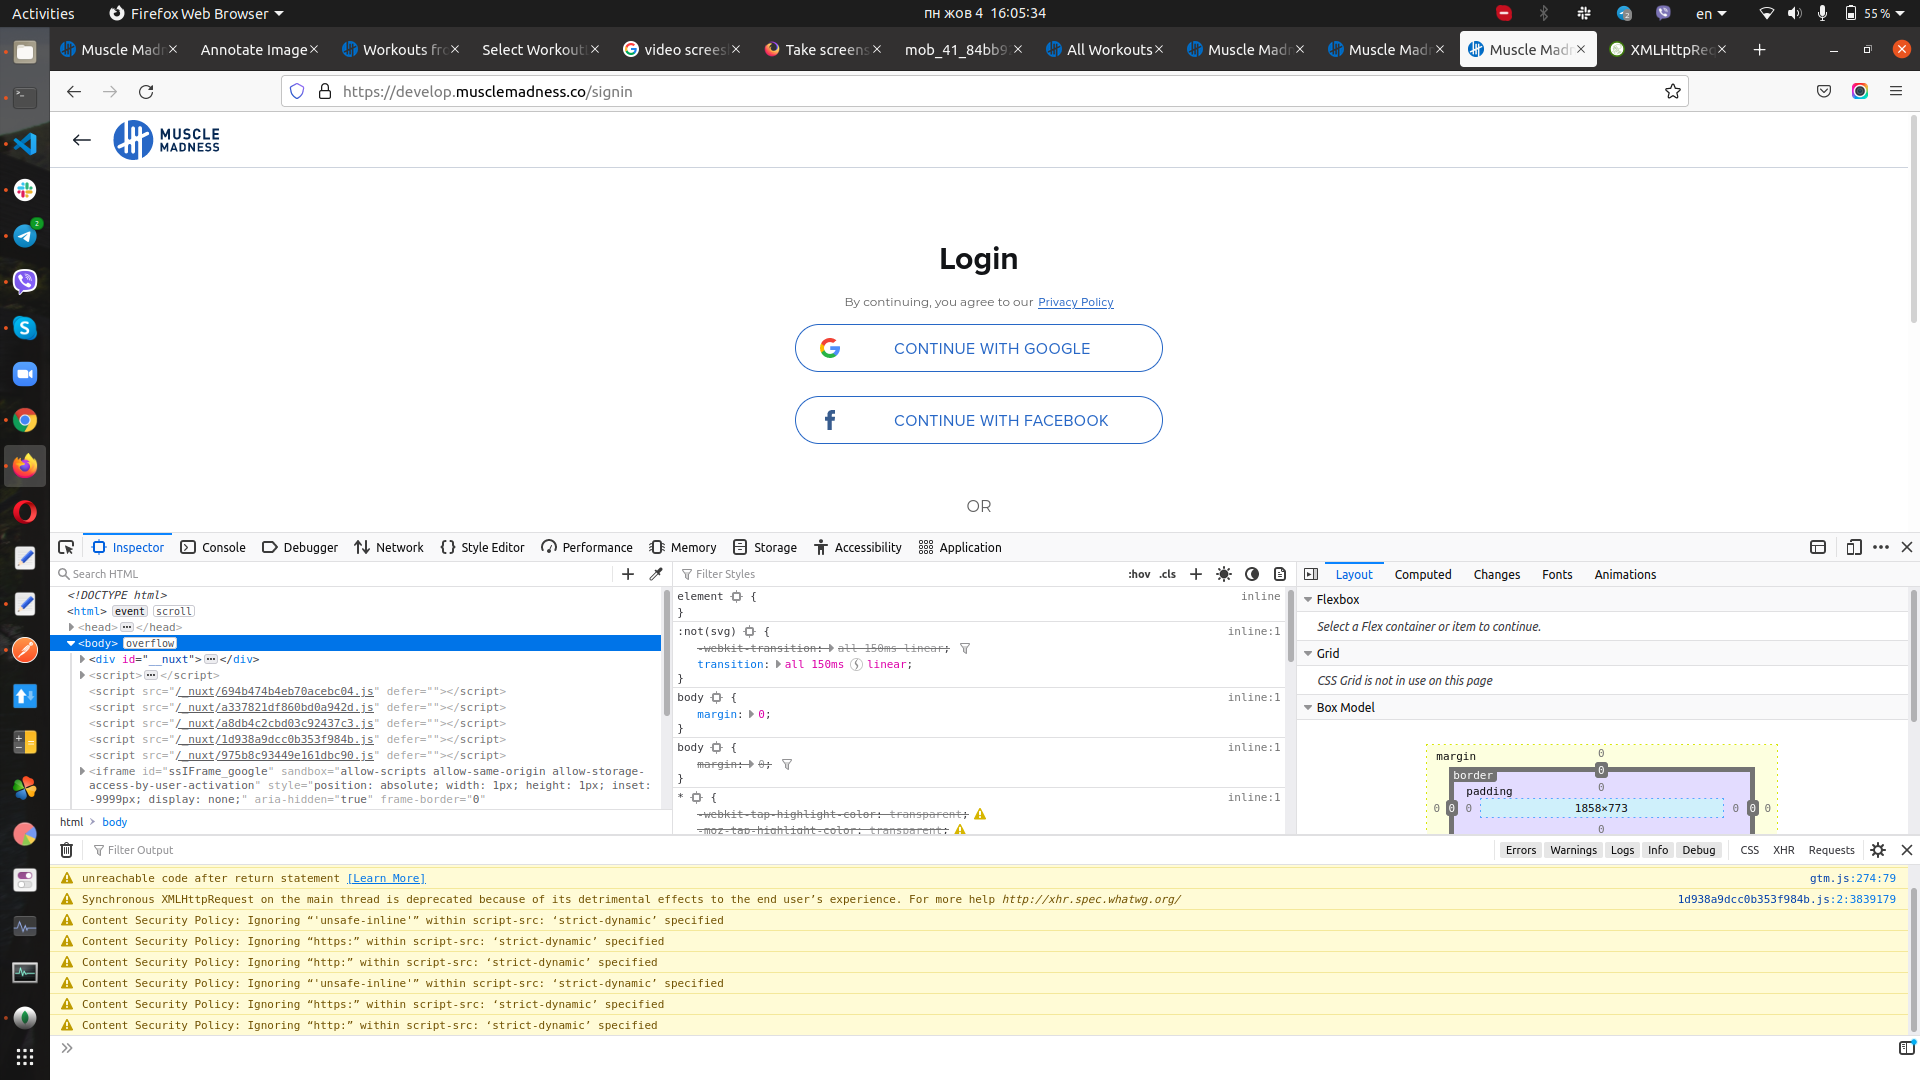 Activities
Firefox Web Browser
пн жов 4 16:05:34
en
55 %
Muscle Madr
Annotate Image
Workouts fro
Select Workout
video screes
Take screens
mob_41_84bb9
All Workouts
Muscle Madr
Muscle Madr
Muscle Madr
XMLHttpReq
https://develop.musclemadness.co/signin
MUSCLE
MADNESS
Login
By continuing, you agree to our Privacy Policy
CONTINUE WITH GOOGLE
CONTINUE WITH FACEBOOK
OR
Inspector
Console
Debugger
Network
Style Editor
Performance
Memory
Storage
Accessibility
Application
Search HTML
<!DOCTYPE html>
<html> event scroll
<head> ··· </head>
<body> overflow
<div id="__nuxt"> ··· </div>
<script> ··· </script>
<script src="/_nuxt/694b474b4eb70acebc04.js" defer=""></script>
<script src="/_nuxt/a337821df860bd0a942d.js" defer=""></script>
<script src="/_nuxt/a8db4c2cbd03c92437c3.js" defer=""></script>
<script src="/_nuxt/1d938a9dcc0b353f984b.js" defer=""></script>
<script src="/_nuxt/975b8c93449e161dbc90.js" defer=""></script>
<iframe id="ssIFrame_google" sandbox="allow-scripts allow-same-origin allow-storage-
access-by-user-activation" style="position: absolute; width: 1px; height: 1px; inset:
-9999px; display: none;" aria-hidden="true" frame-border="0"
html > body
Filter Styles
:hov .cls
element { inline
}
:not(svg) { inline:1
-webkit-transition: all 150ms linear;
transition: all 150ms linear;
}
body { inline:1
margin: 0;
}
body { inline:1
margin: 0;
}
* { inline:1
-webkit-tap-highlight-color: transparent;
-moz-tap-highlight-color: transparent;
Layout
Computed
Changes
Fonts
Animations
Flexbox
Select a Flex container or item to continue.
Grid
CSS Grid is not in use on this page
Box Model
margin 0
border 0
padding 0
0 0 0 1858×773 0 0 0
0
Filter Output
Errors Warnings Logs Info Debug CSS XHR Requests
unreachable code after return statement [Learn More] gtm.js:274:79
Synchronous XMLHttpRequest on the main thread is deprecated because of its detrimental effects to the end user’s experience. For more help http://xhr.spec.whatwg.org/ 1d938a9dcc0b353f984b.js:2:3839179
Content Security Policy: Ignoring “'unsafe-inline'” within script-src: ‘strict-dynamic’ specified
Content Security Policy: Ignoring “https:” within script-src: ‘strict-dynamic’ specified
Content Security Policy: Ignoring “http:” within script-src: ‘strict-dynamic’ specified
Content Security Policy: Ignoring “'unsafe-inline'” within script-src: ‘strict-dynamic’ specified
Content Security Policy: Ignoring “https:” within script-src: ‘strict-dynamic’ specified
Content Security Policy: Ignoring “http:” within script-src: ‘strict-dynamic’ specified